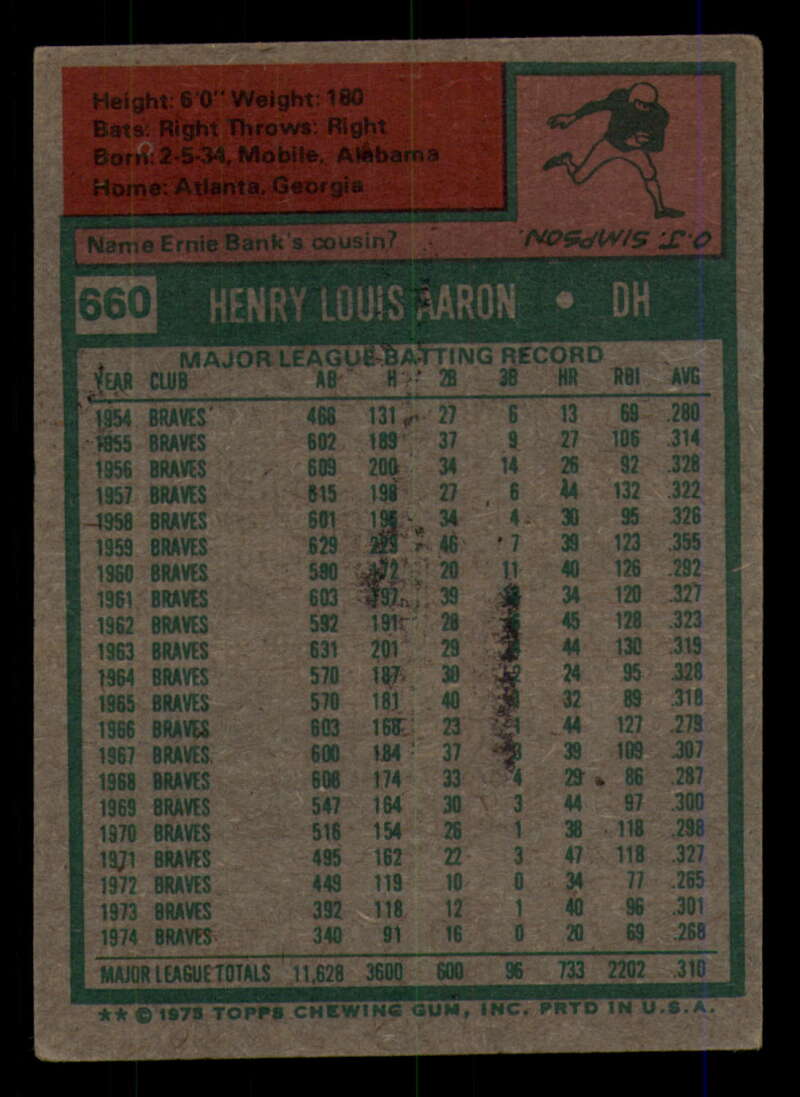 Height: 6'0" Weight: 180
Bats: Right Throws: Right
Born: 2-5-34, Mobile, Alabama
Home: Atlanta, Georgia
Name Ernie Bank's cousin?
O.J. SIMPSON.
660 HENRY LOUIS AARON • DH
MAJOR LEAGUE BATTING RECORD
YEAR CLUB AB H 2B 3B HR RBI AVG
1954 BRAVES 468 131 27 6 13 69 .280
1955 BRAVES 602 189 37 9 27 106 .314
1956 BRAVES 609 200 34 14 26 92 .328
1957 BRAVES 615 198 27 6 44 132 .322
1958 BRAVES 601 196 34 4 30 95 .326
1959 BRAVES 629 223 46 7 39 123 .355
1960 BRAVES 590 172 20 11 40 126 .292
1961 BRAVES 603 197 39 34 120 .327
1962 BRAVES 592 191 28 45 128 .323
1963 BRAVES 631 201 29 44 130 .319
1964 BRAVES 570 187 30 2 24 95 .328
1965 BRAVES 570 181 40 32 89 .318
1966 BRAVES 603 168 23 1 44 127 .279
1967 BRAVES 600 184 37 3 39 109 .307
1968 BRAVES 606 174 33 4 29 86 .287
1969 BRAVES 547 164 30 3 44 97 .300
1970 BRAVES 516 154 26 1 38 118 .298
1971 BRAVES 495 162 22 3 47 118 .327
1972 BRAVES 449 119 10 0 34 77 .265
1973 BRAVES 392 118 12 1 40 96 .301
1974 BRAVES 340 91 16 0 20 69 .268
MAJOR LEAGUE TOTALS 11,628 3600 600 96 733 2202 .310
** © 1975 TOPPS CHEWING GUM, INC. PRTD IN U.S.A.